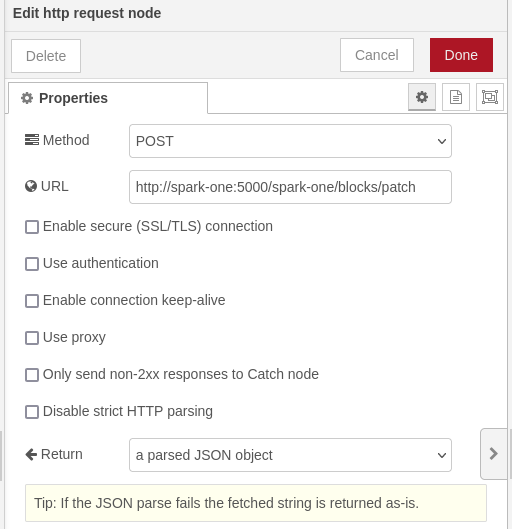 Edit http request node
Delete
Cancel
Done
Properties
Method
POST
URL
http://spark-one:5000/spark-one/blocks/patch
Enable secure (SSL/TLS) connection
Use authentication
Enable connection keep-alive
Use proxy
Only send non-2xx responses to Catch node
Disable strict HTTP parsing
Return
a parsed JSON object
Tip: If the JSON parse fails the fetched string is returned as-is.